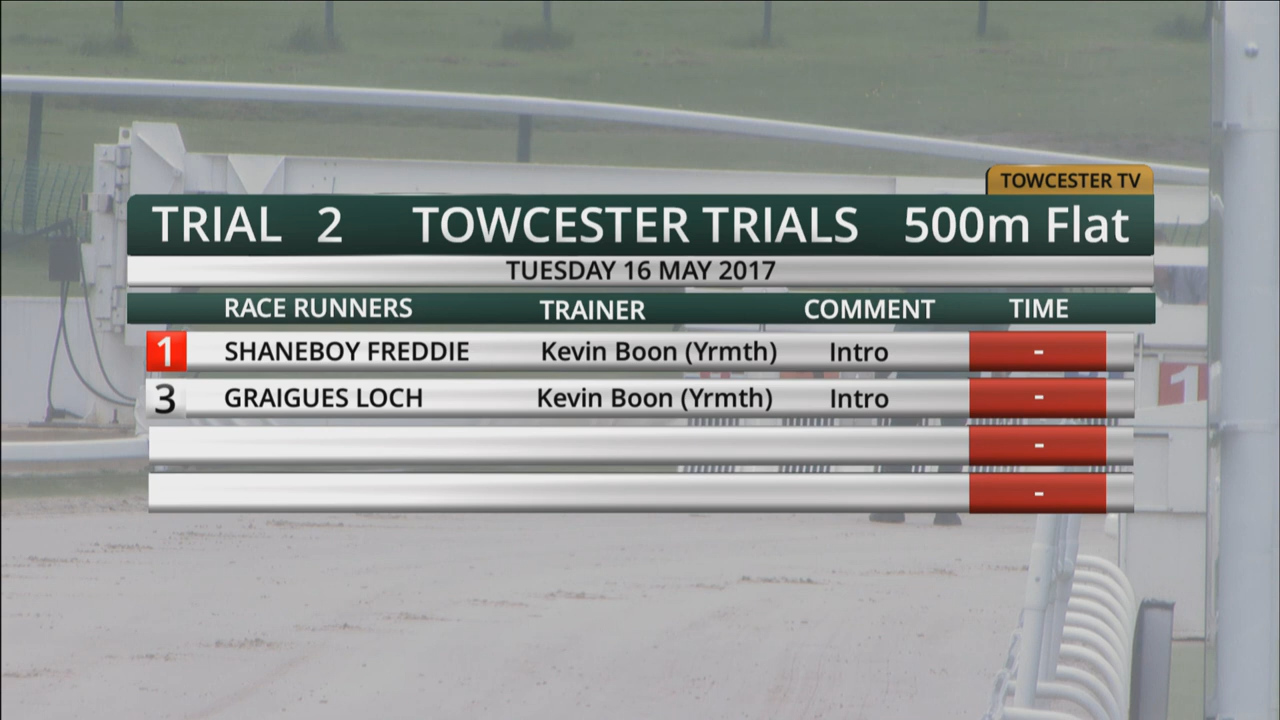 TOWCESTER TV
TRIAL 2 TOWCESTER TRIALS 500m Flat
TUESDAY 16 MAY 2017
RACE RUNNERS TRAINER COMMENT TIME
1 SHANEBOY FREDDIE Kevin Boon (Yrmth) Intro -
3 GRAIGUES LOCH Kevin Boon (Yrmth) Intro -
-
-
1